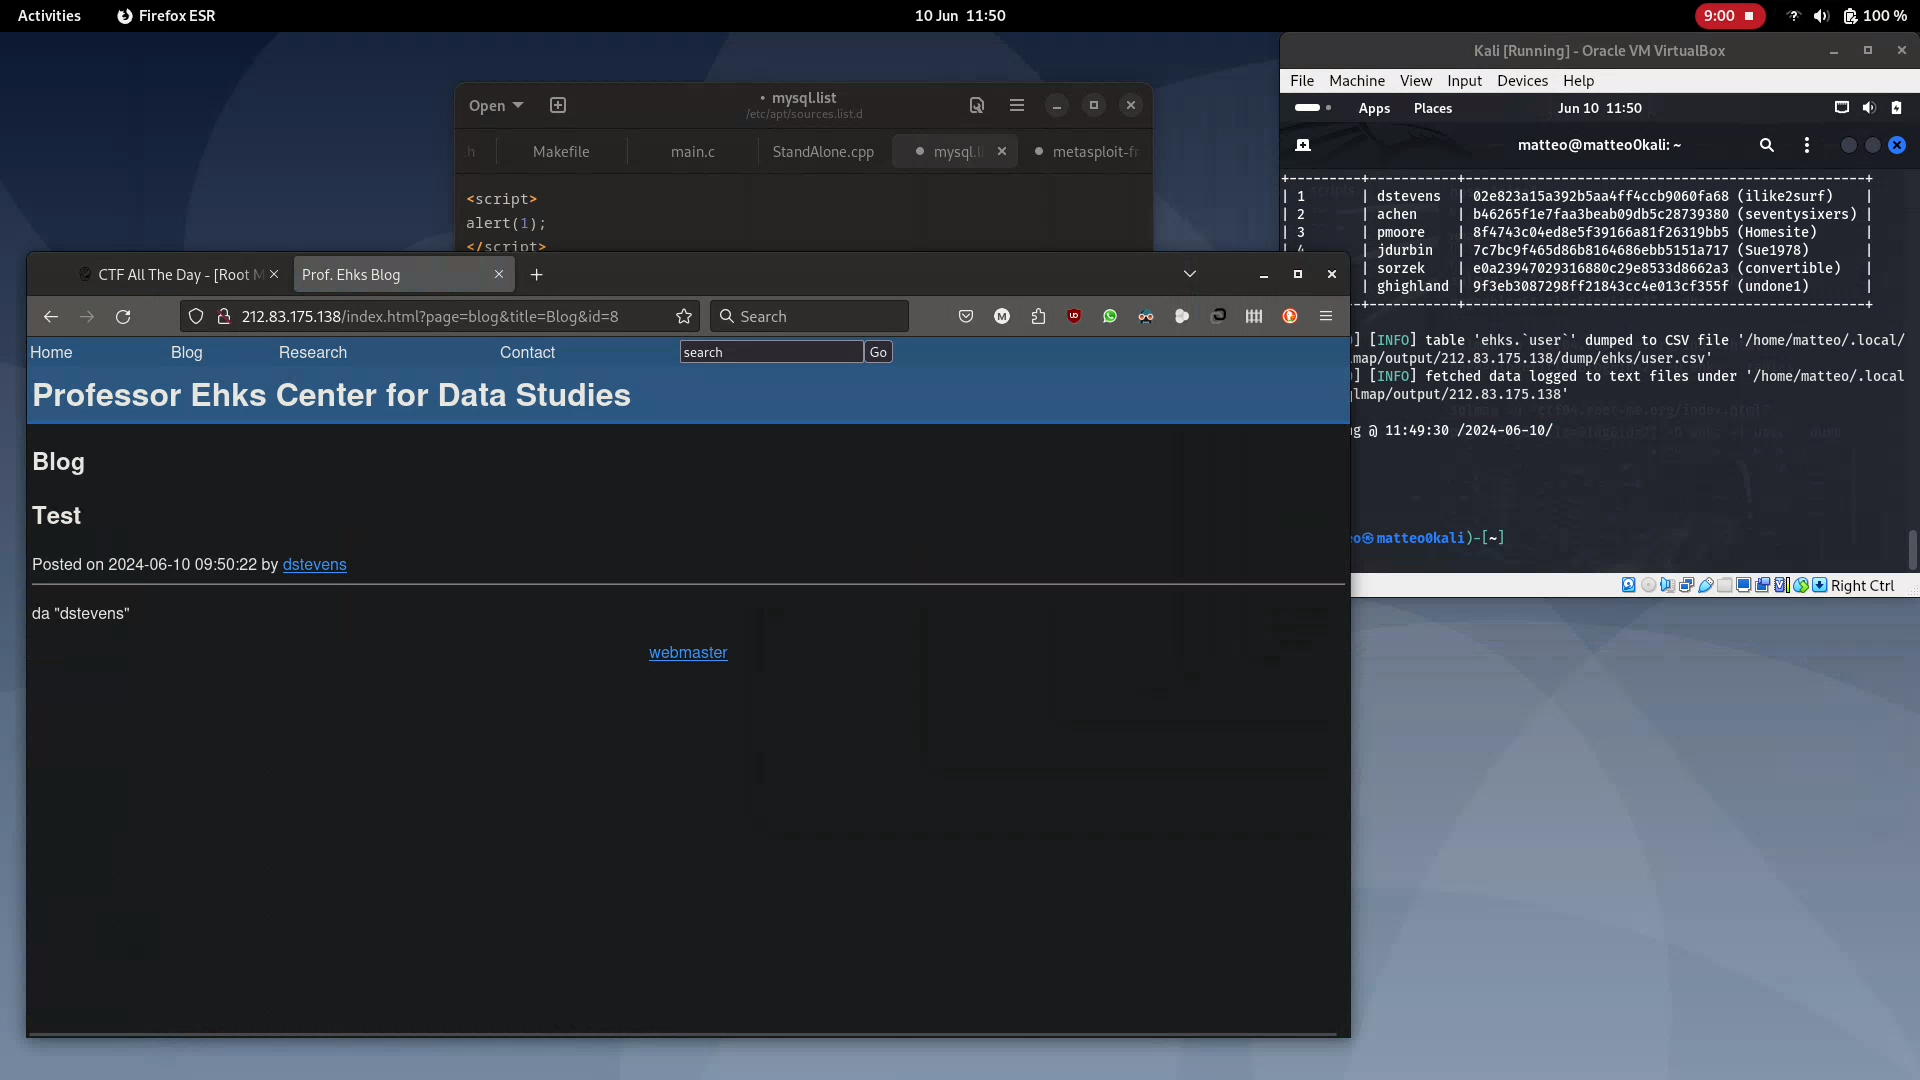 Activities
Firefox ESR
10 Jun 11:50
9:00
100 %
Open
• mysql.list
/etc/apt/sources.list.d
.h
Makefile
main.c
StandAlone.cpp
mysql.li
metasploit-fr
<script>
alert(1);
</script>
Kali [Running] - Oracle VM VirtualBox
File Machine View Input Devices Help
Apps Places
Jun 10 11:50
matteo@matteo0kali: ~
+---------+-----------+--------------------------------------------------+
| 1 | dstevens | 02e823a15a392b5aa4ff4ccb9060fa68 (ilike2surf) |
| 2 | achen | b46265f1e7faa3beab09db5c28739380 (seventysixers) |
| 3 | pmoore | 8f4743c04ed8e5f39166a81f26319bb5 (Homesite) |
| 4 | jdurbin | 7c7bc9f465d86b8164686ebb5151a717 (Sue1978) |
| sorzek | e0a23947029316880c29e8533d8662a3 (convertible) |
| ghighland | 9f3eb3087298ff21843cc4e013cf355f (undone1) |
] [INFO] table 'ehks.`user`' dumped to CSV file '/home/matteo/.local/
lmap/output/212.83.175.138/dump/ehks/user.csv'
] [INFO] fetched data logged to text files under '/home/matteo/.local
lmap/output/212.83.175.138'
g @ 11:49:30 /2024-06-10/
eo㉿matteo0kali)-[~]
Right Ctrl
CTF All The Day - [Root M
Prof. Ehks Blog
212.83.175.138/index.html?page=blog&title=Blog&id=8
Search
Home
Blog
Research
Contact
search
Go
Professor Ehks Center for Data Studies
Blog
Test
Posted on 2024-06-10 09:50:22 by dstevens
da "dstevens"
webmaster